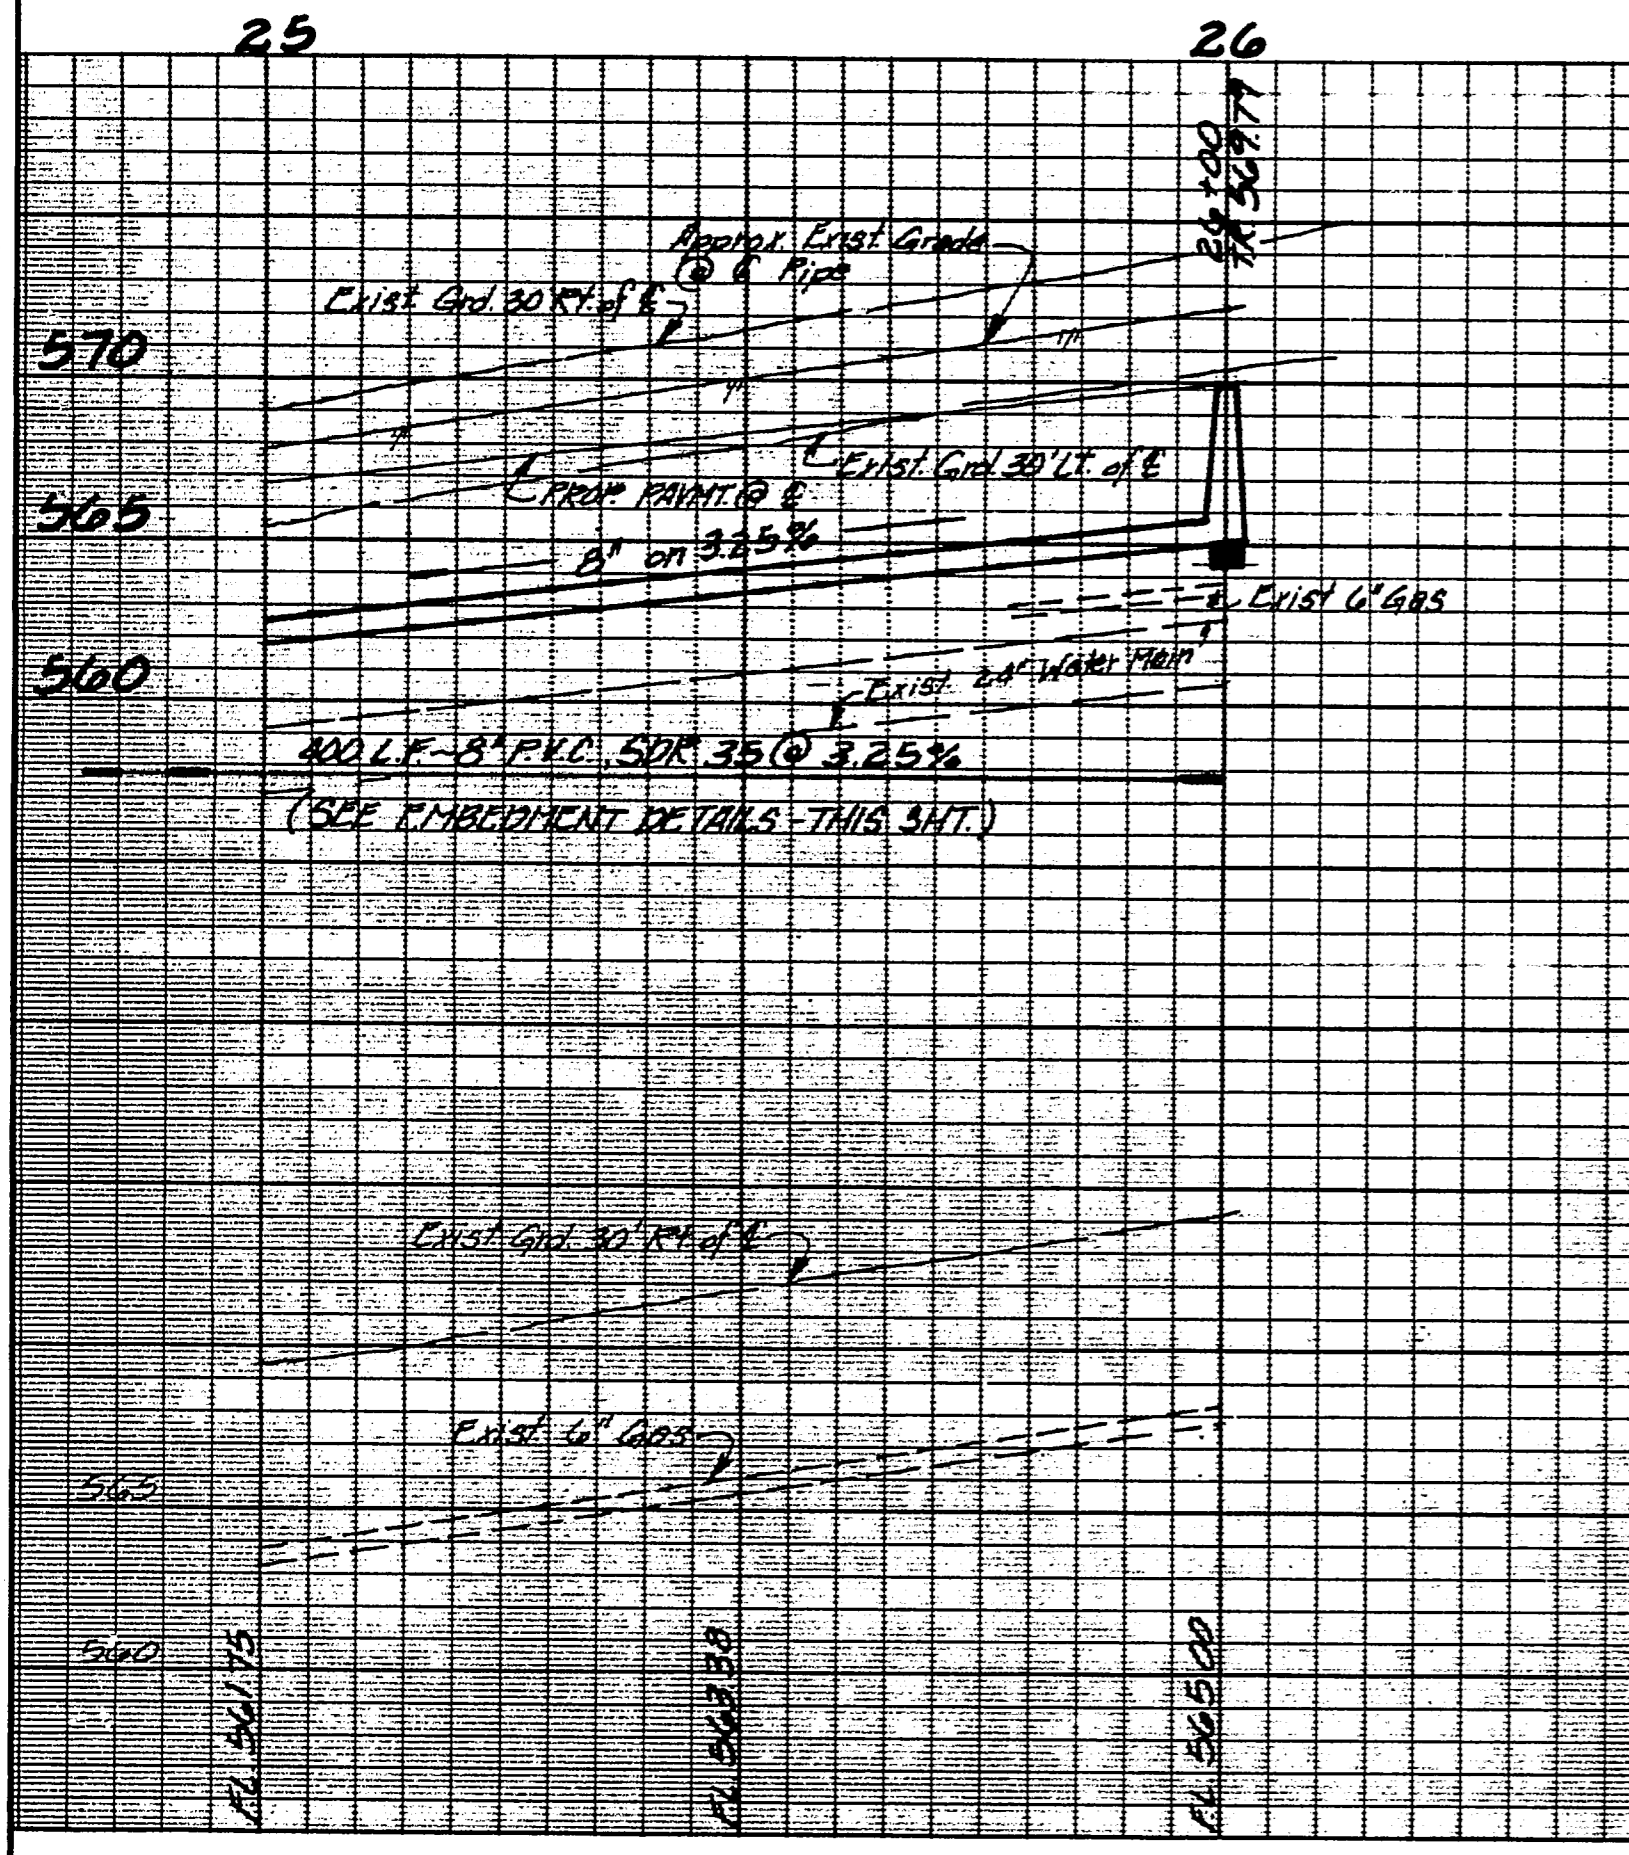 25
26
26+00
T.R. 569.79
Approx. Exist. Grade
@ ℄ Pipe
Exist. Grd. 30' Rt. of ℄
570
Exist. Grd. 30' Lt. of ℄
PROP. PAVMT. @ ℄
565
8" on 3.25%
Exist 6" Gas
560
Exist. 24" Water Main
400 L.F.~8" P.V.C. SDR 35 @ 3.25%
(SEE EMBEDMENT DETAILS - THIS SHT.)
Exist. Grd. 30' Rt. of ℄
Exist. 6" Gas
565
560
F.L. 561.75
F.L. 563.38
F.L. 565.00